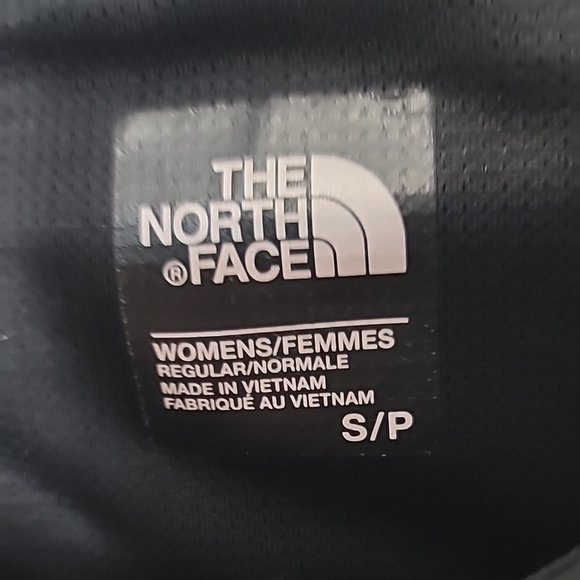 THE
NORTH
®FACE
WOMENS/FEMMES
REGULAR/NORMALE
MADE IN VIETNAM
FABRIQUÉ AU VIETNAM
S/P